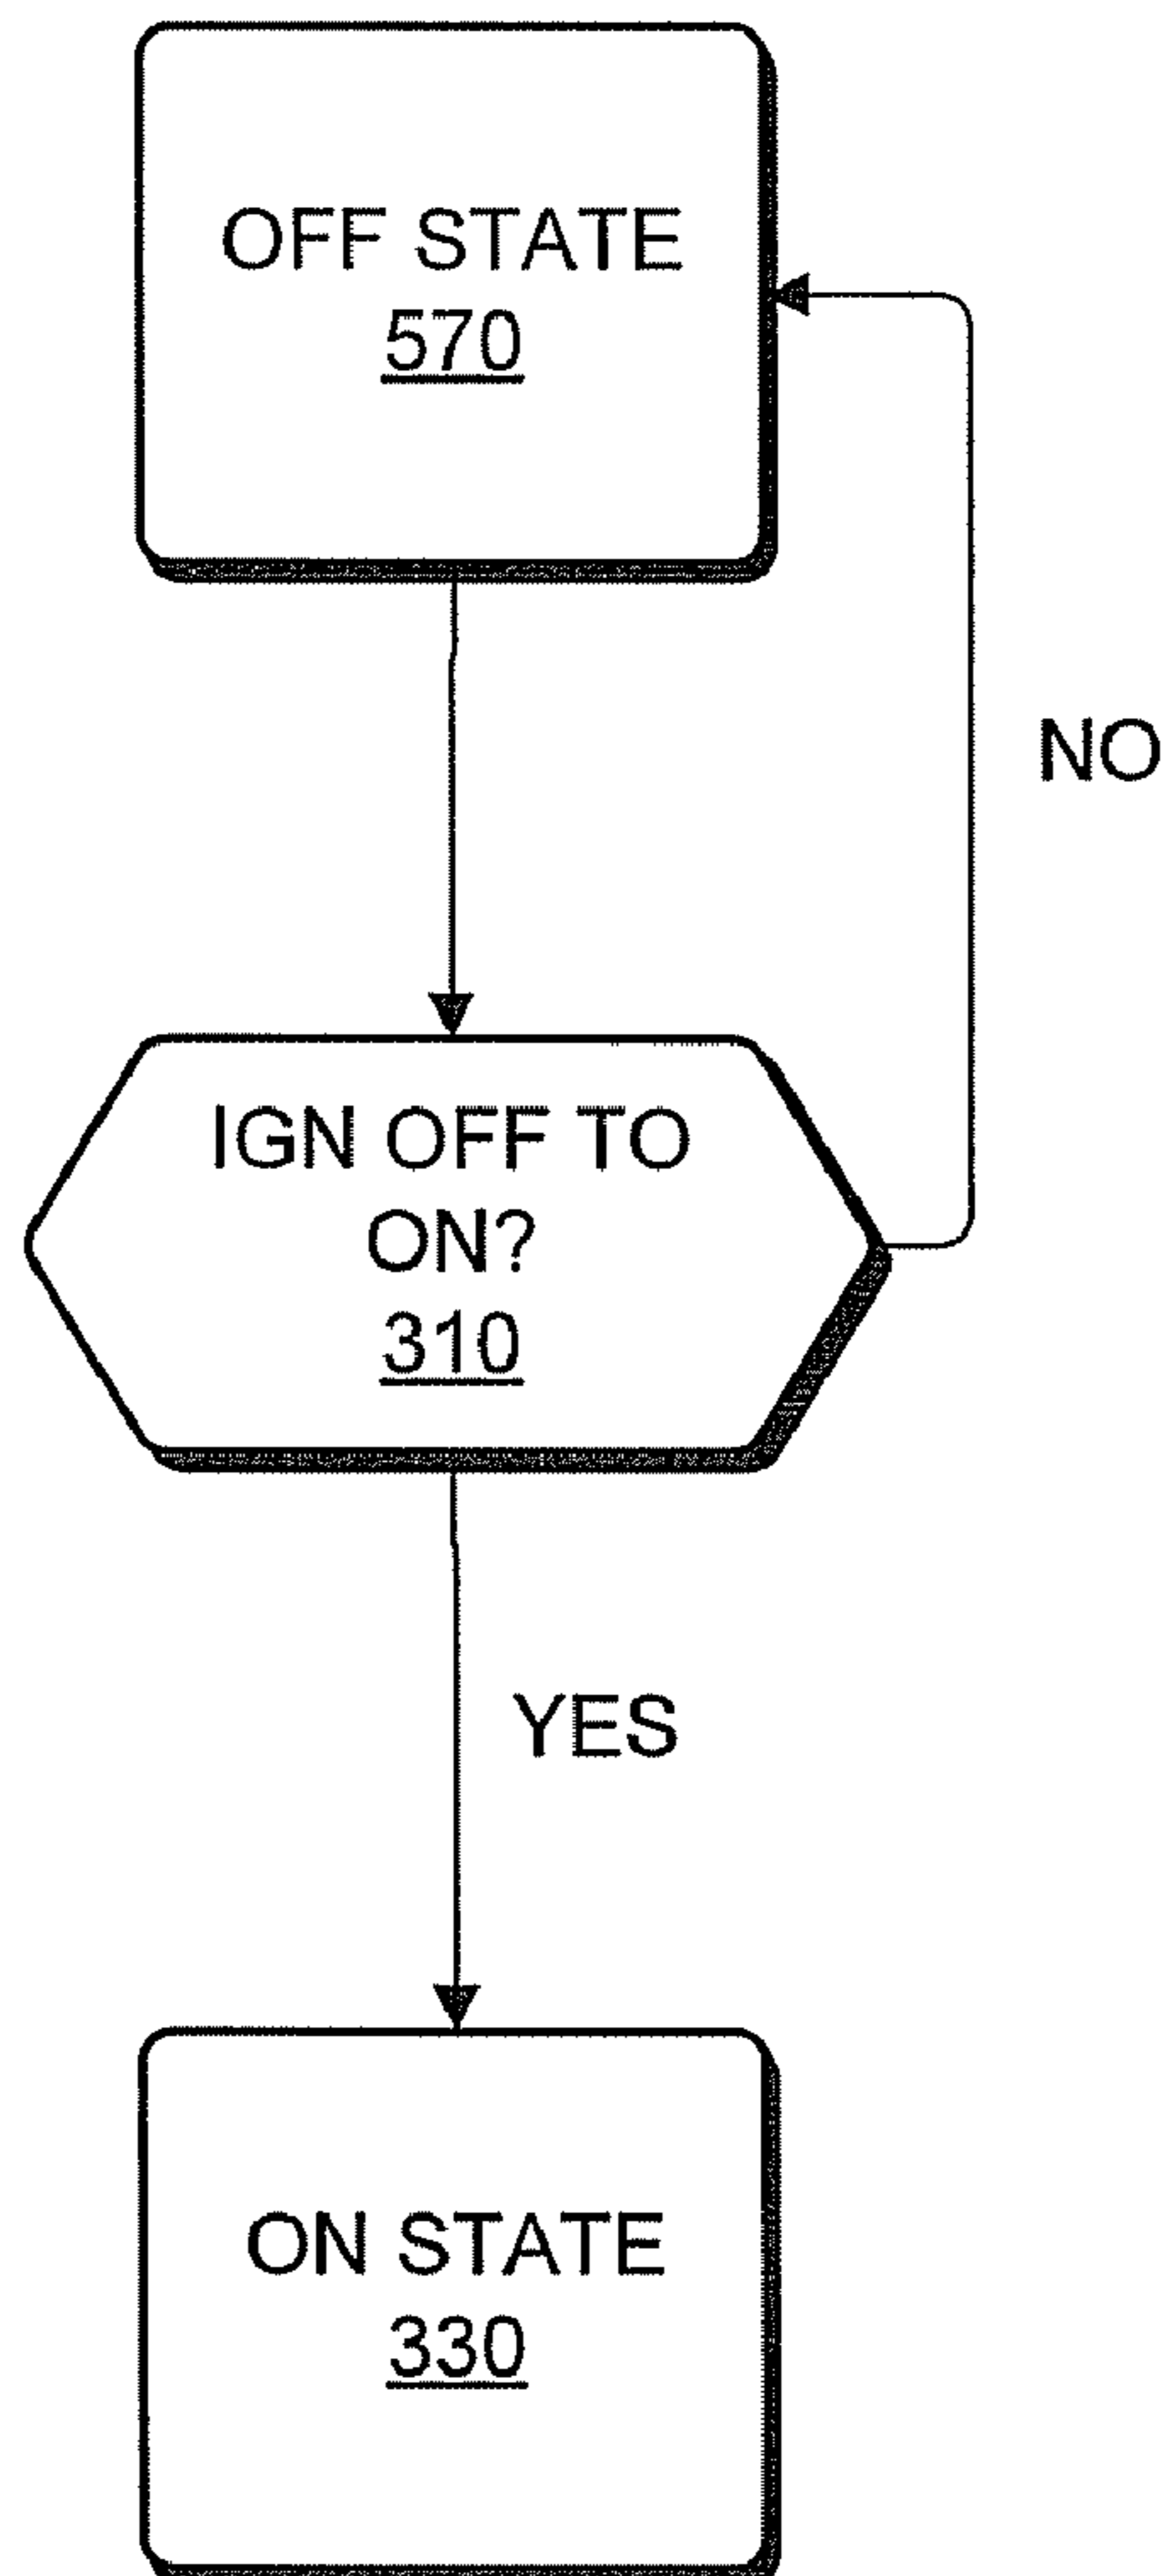 OFF STATE
570
NO
IGN OFF TO
ON?
310
YES
ON STATE
330